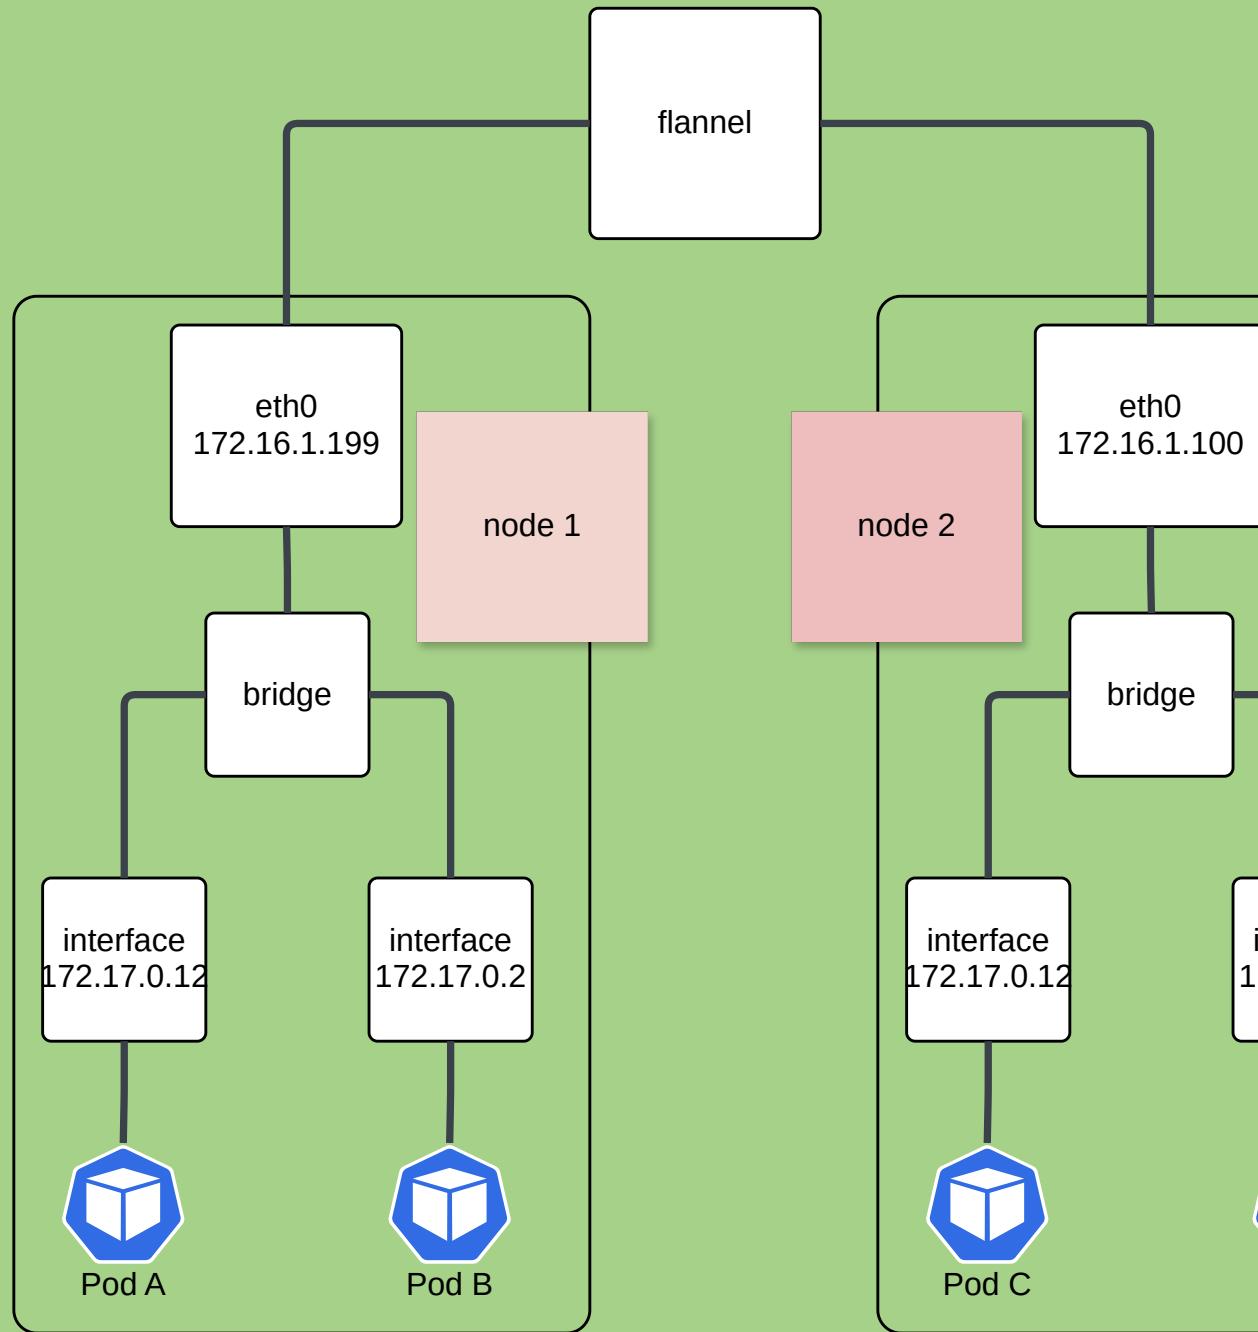 flannel
eth0
172.16.1.199
eth0
172.16.1.100
node 1
node 2
bridge
bridge
interface
172.17.0.12
interface
172.17.0.2
interface
172.17.0.12
Pod A
Pod B
Pod C